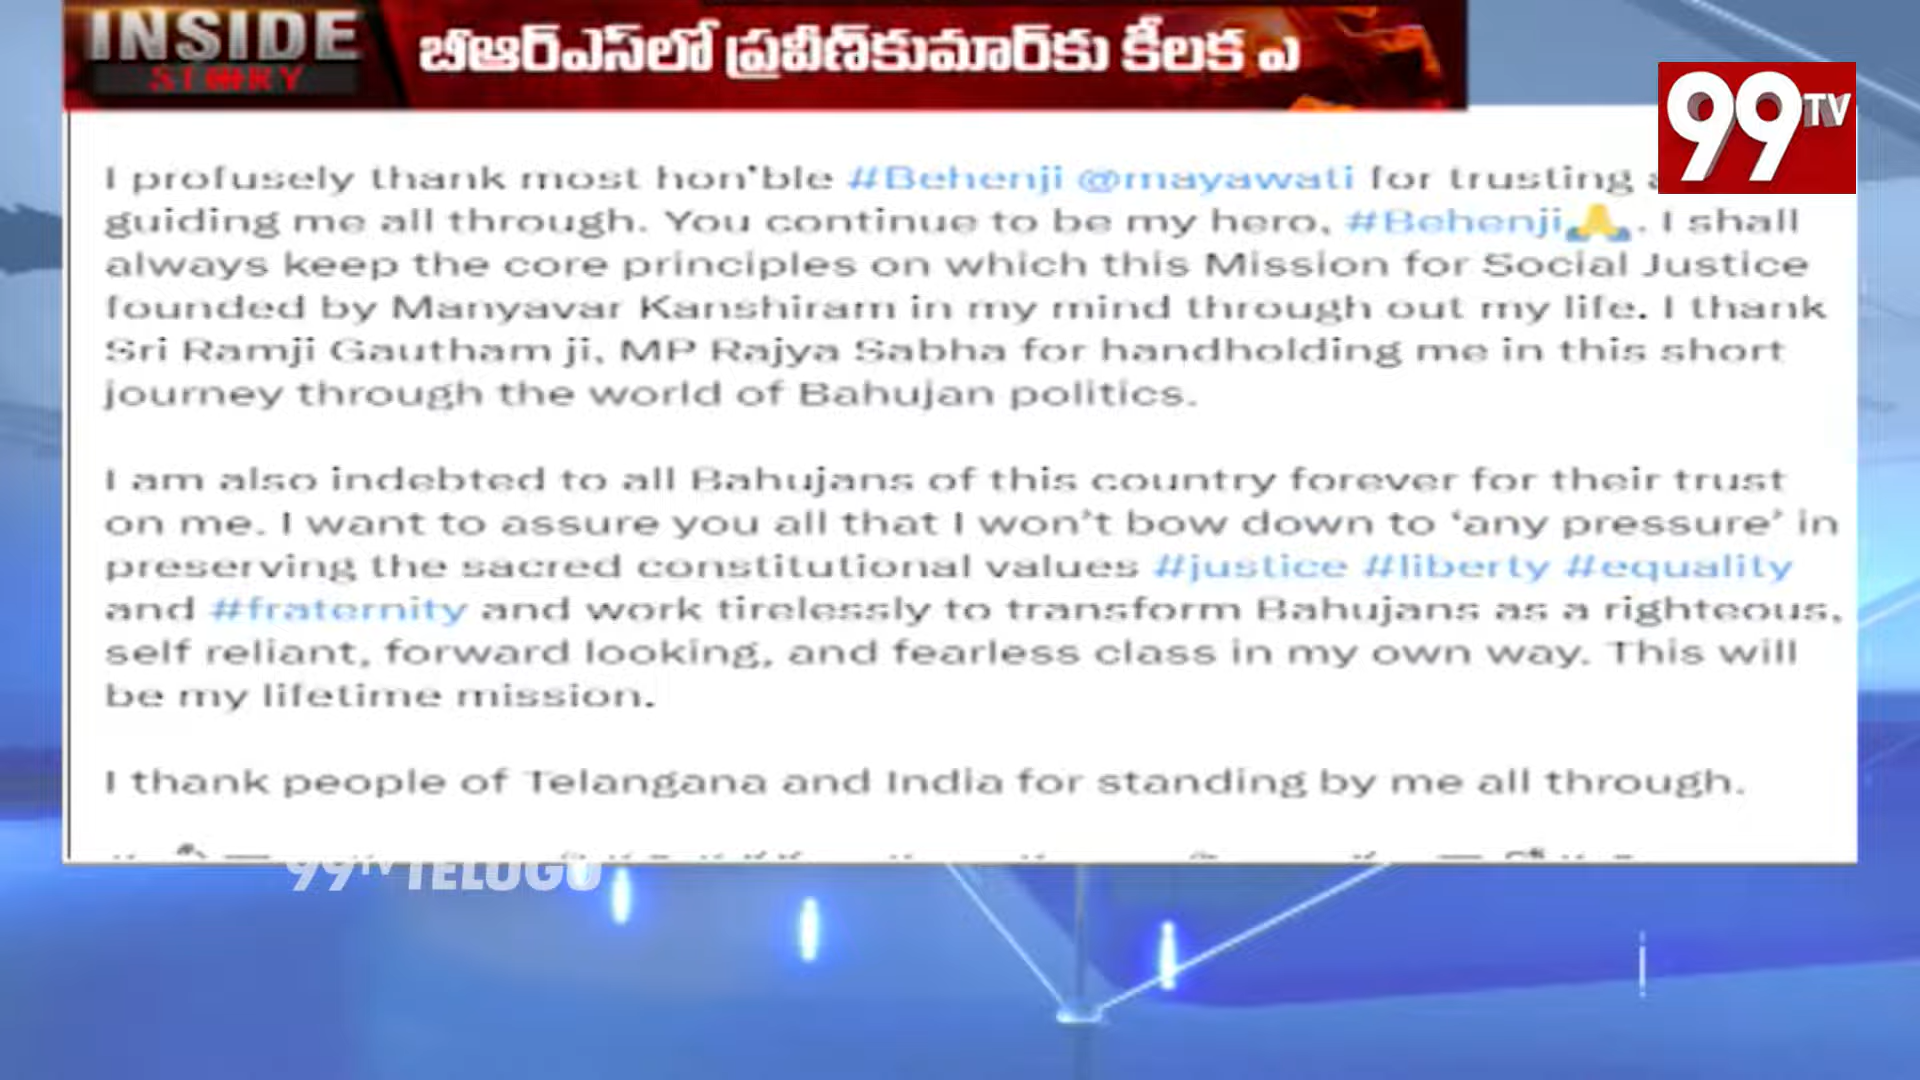 INSIDE
STORY
బీఆర్ఎస్‌లో ప్రవీణ్‌కుమార్‌కు కీలక ఎ
99TV
I profusely thank most hon'ble #Behenji @mayawati for trusting
guiding me all through. You continue to be my hero, #Behenji🙏. I shall
always keep the core principles on which this Mission for Social Justice
founded by Manyavar Kanshiram in my mind through out my life. I thank
Sri Ramji Gautham ji, MP Rajya Sabha for handholding me in this short
journey through the world of Bahujan politics.
I am also indebted to all Bahujans of this country forever for their trust
on me. I want to assure you all that I won't bow down to ‘any pressure’ in
preserving the sacred constitutional values #justice #liberty #equality
and #fraternity and work tirelessly to transform Bahujans as a righteous,
self reliant, forward looking, and fearless class in my own way. This will
be my lifetime mission.
I thank people of Telangana and India for standing by me all through.
99TV TELUGU